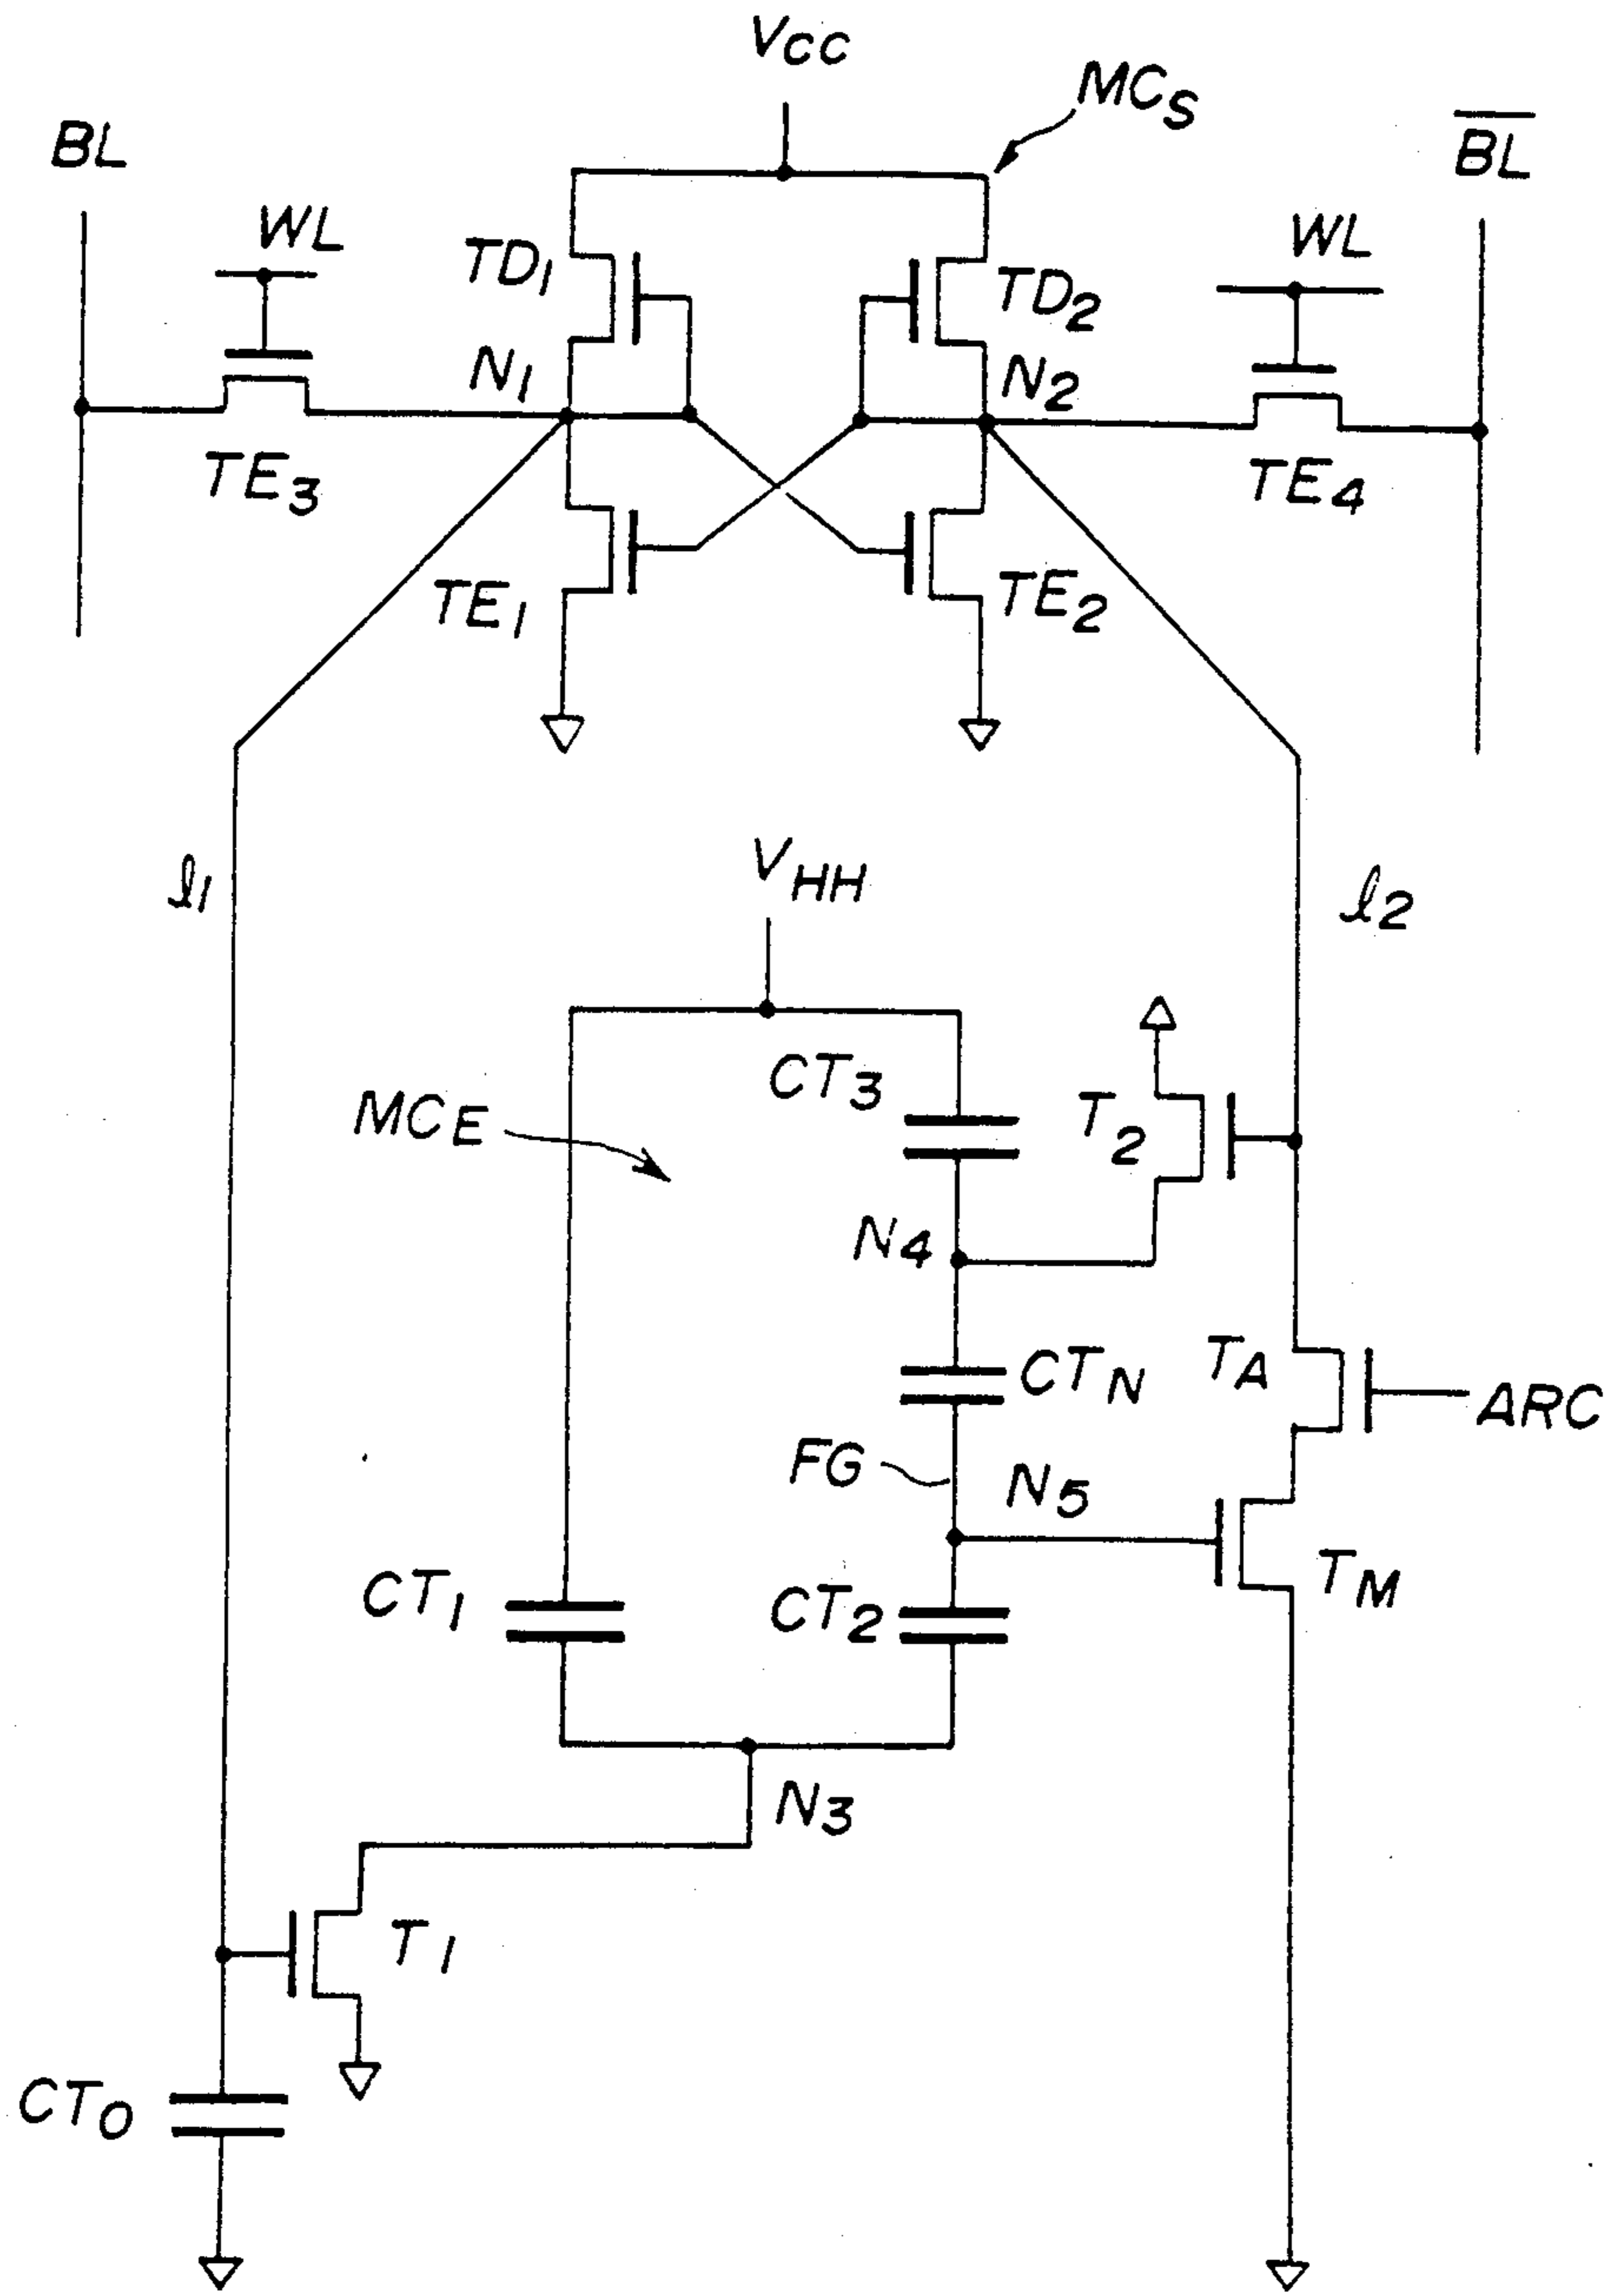 VCC
MCS
BL
BL
WL
WL
TD1
TD2
N1
N2
TE3
TE4
TE1
TE2
VHH
l1
l2
CT3
T2
MCE
N4
CTN
TA
ARC
FG
N5
CT1
CT2
TM
N3
T1
CTO